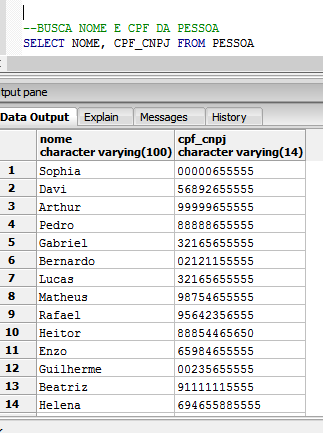 --BUSCA NOME E CPF DA PESSOA
SELECT NOME, CPF_CNPJ FROM PESSOA
tput pane
Data Output Explain Messages History
nome cpf_cnpj
character varying(100) character varying(14)
1 Sophia 00000655555
2 Davi 56892655555
3 Arthur 99999655555
4 Pedro 88888655555
5 Gabriel 32165655555
6 Bernardo 02121155555
7 Lucas 32165655555
8 Matheus 98754655555
9 Rafael 95642356555
10 Heitor 88854465650
11 Enzo 65984655555
12 Guilherme 00235655555
13 Beatriz 91111115555
14 Helena 694655885555